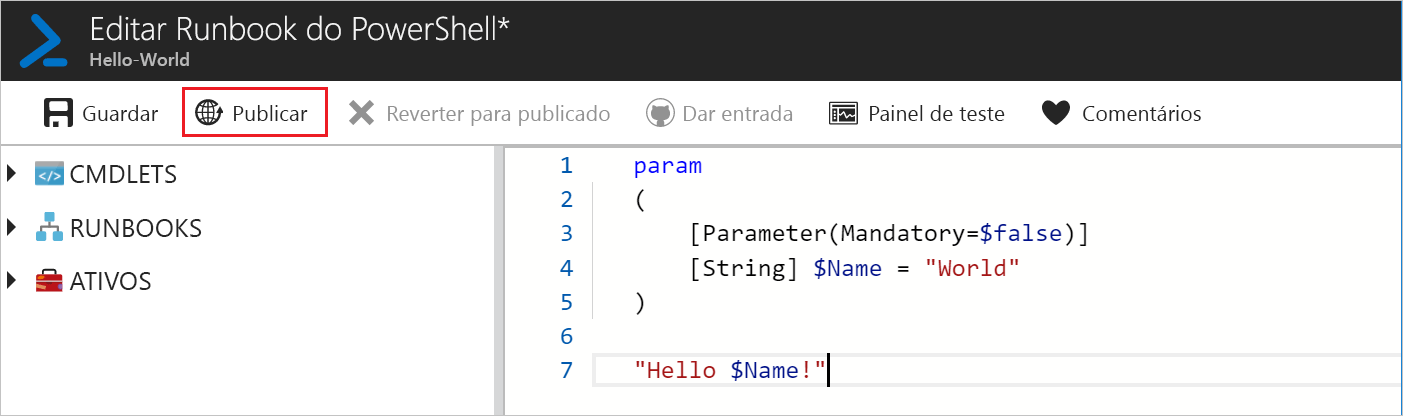 Editar Runbook do PowerShell*
Hello-World
Guardar Publicar Reverter para publicado Dar entrada Painel de teste Comentários
CMDLETS
RUNBOOKS
ATIVOS
1 param
2 (
3 [Parameter(Mandatory=$false)]
4 [String] $Name = "World"
5 )
6
7 "Hello $Name!"